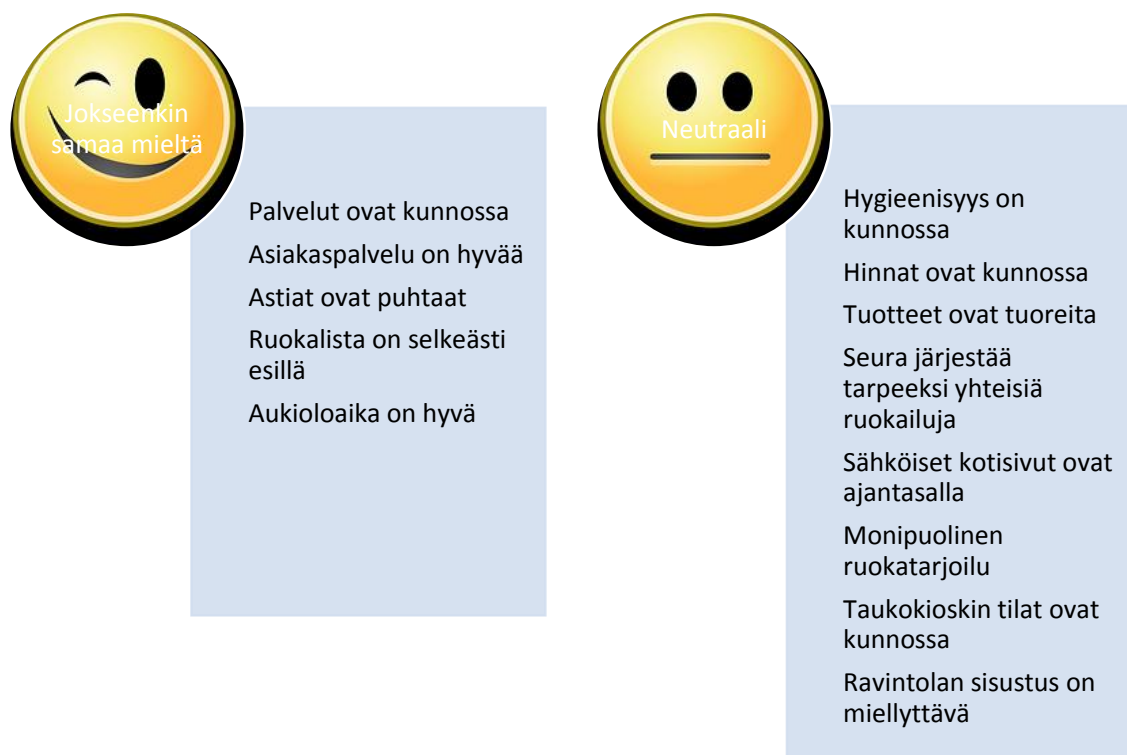 Jokseenkin
samaa mieltä
Palvelut ovat kunnossa
Asiakaspalvelu on hyvää
Astiat ovat puhtaat
Ruokalista on selkeästi
esillä
Aukioloaika on hyvä
Neutraali
Hygieenisyys on
kunnossa
Hinnat ovat kunnossa
Tuotteet ovat tuoreita
Seura järjestää
tarpeeksi yhteisiä
ruokailuja
Sähköiset kotisivut ovat
ajantasalla
Monipuolinen
ruokatarjoilu
Taukokioskin tilat ovat
kunnossa
Ravintolan sisustus on
miellyttävä